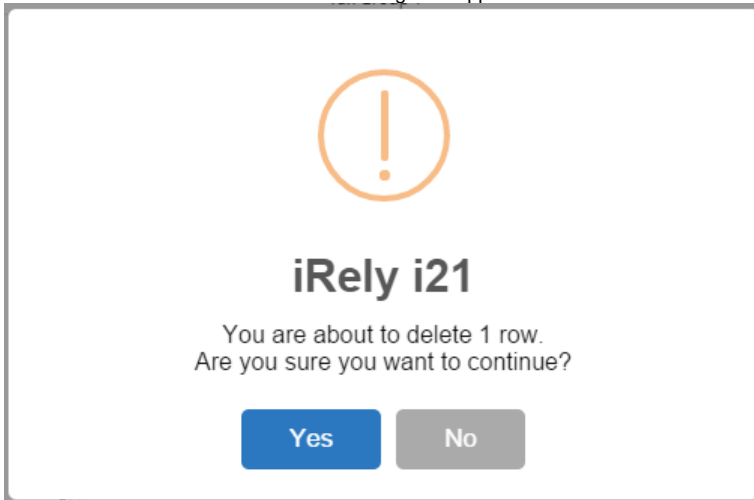 iRely i21
You are about to delete 1 row.
Are you sure you want to continue?
Yes No